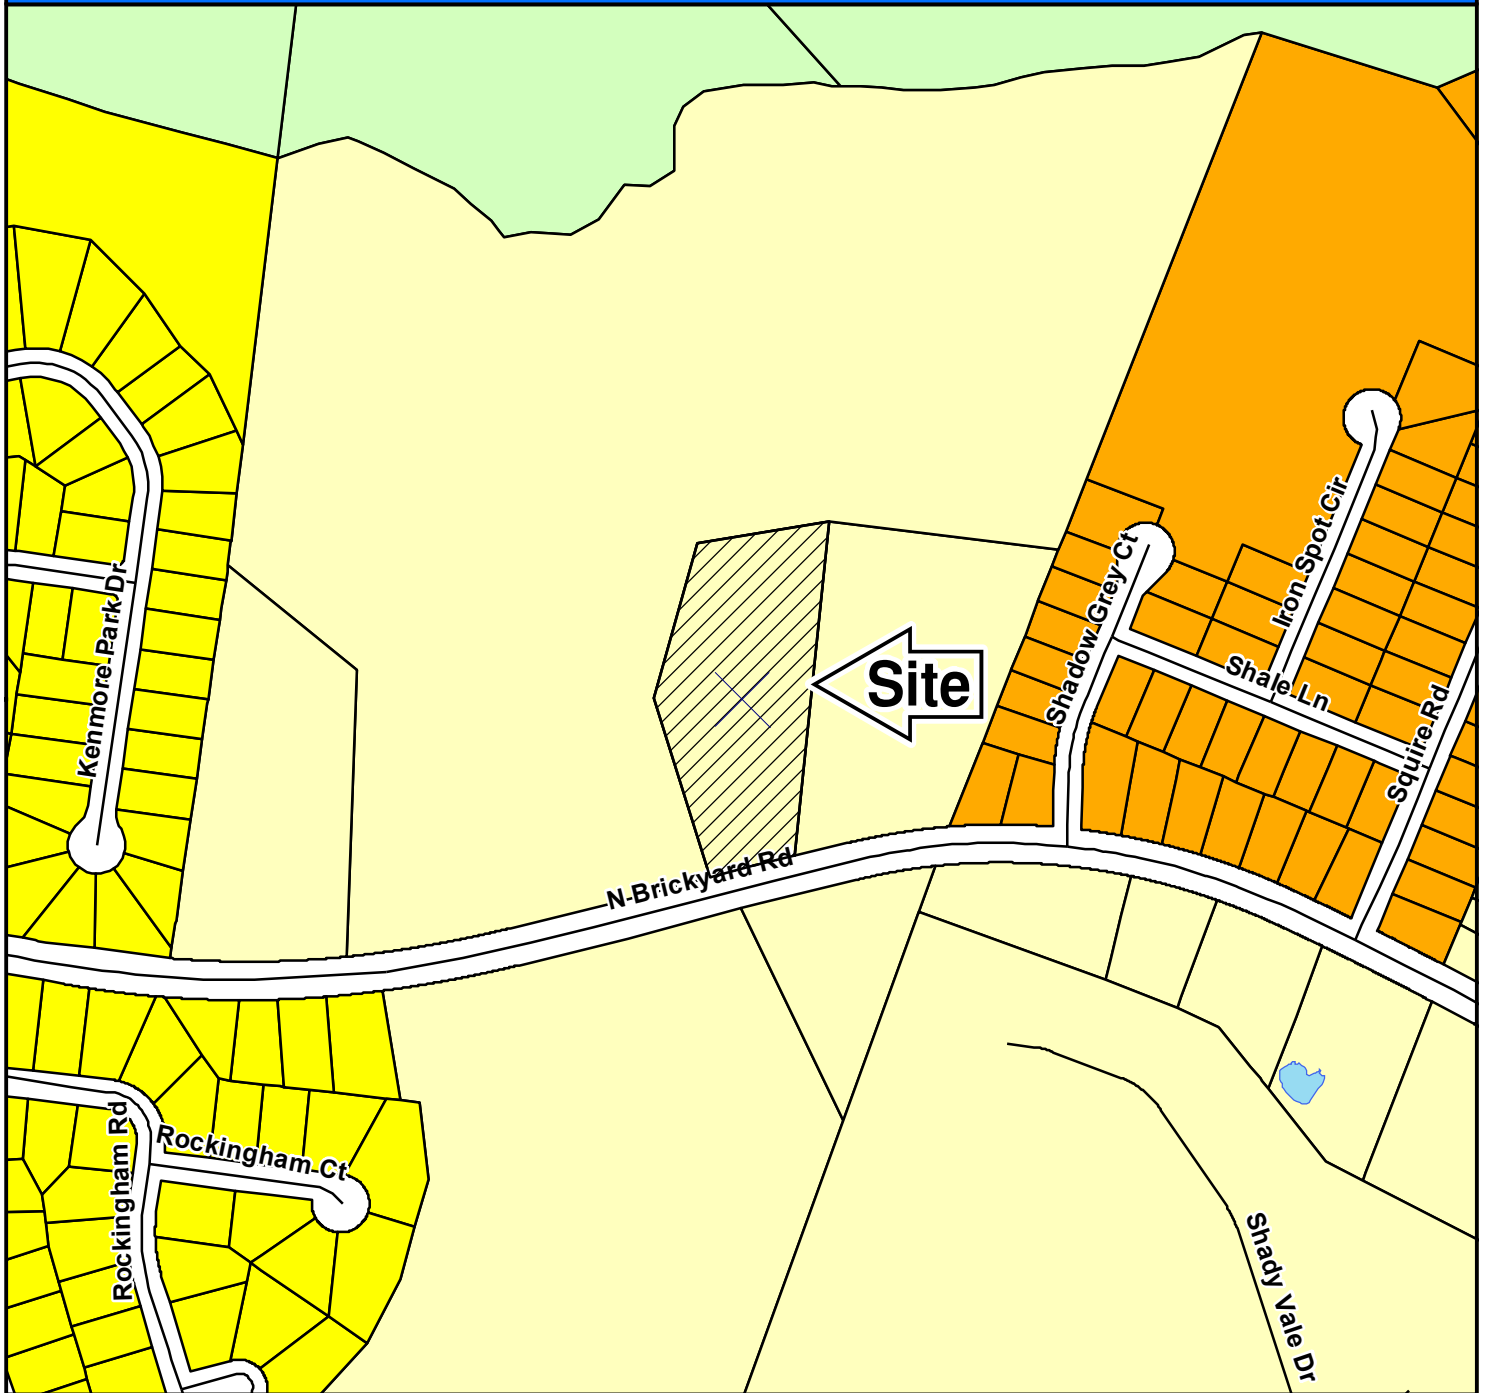 Iron Spot Cir
Shadow Grey Ct
Kenmore Park Dr
Site
Shale Ln
Squire Rd
N Brickyard Rd
Rockingham Rd
Rockingham Ct
Shady Vale Dr